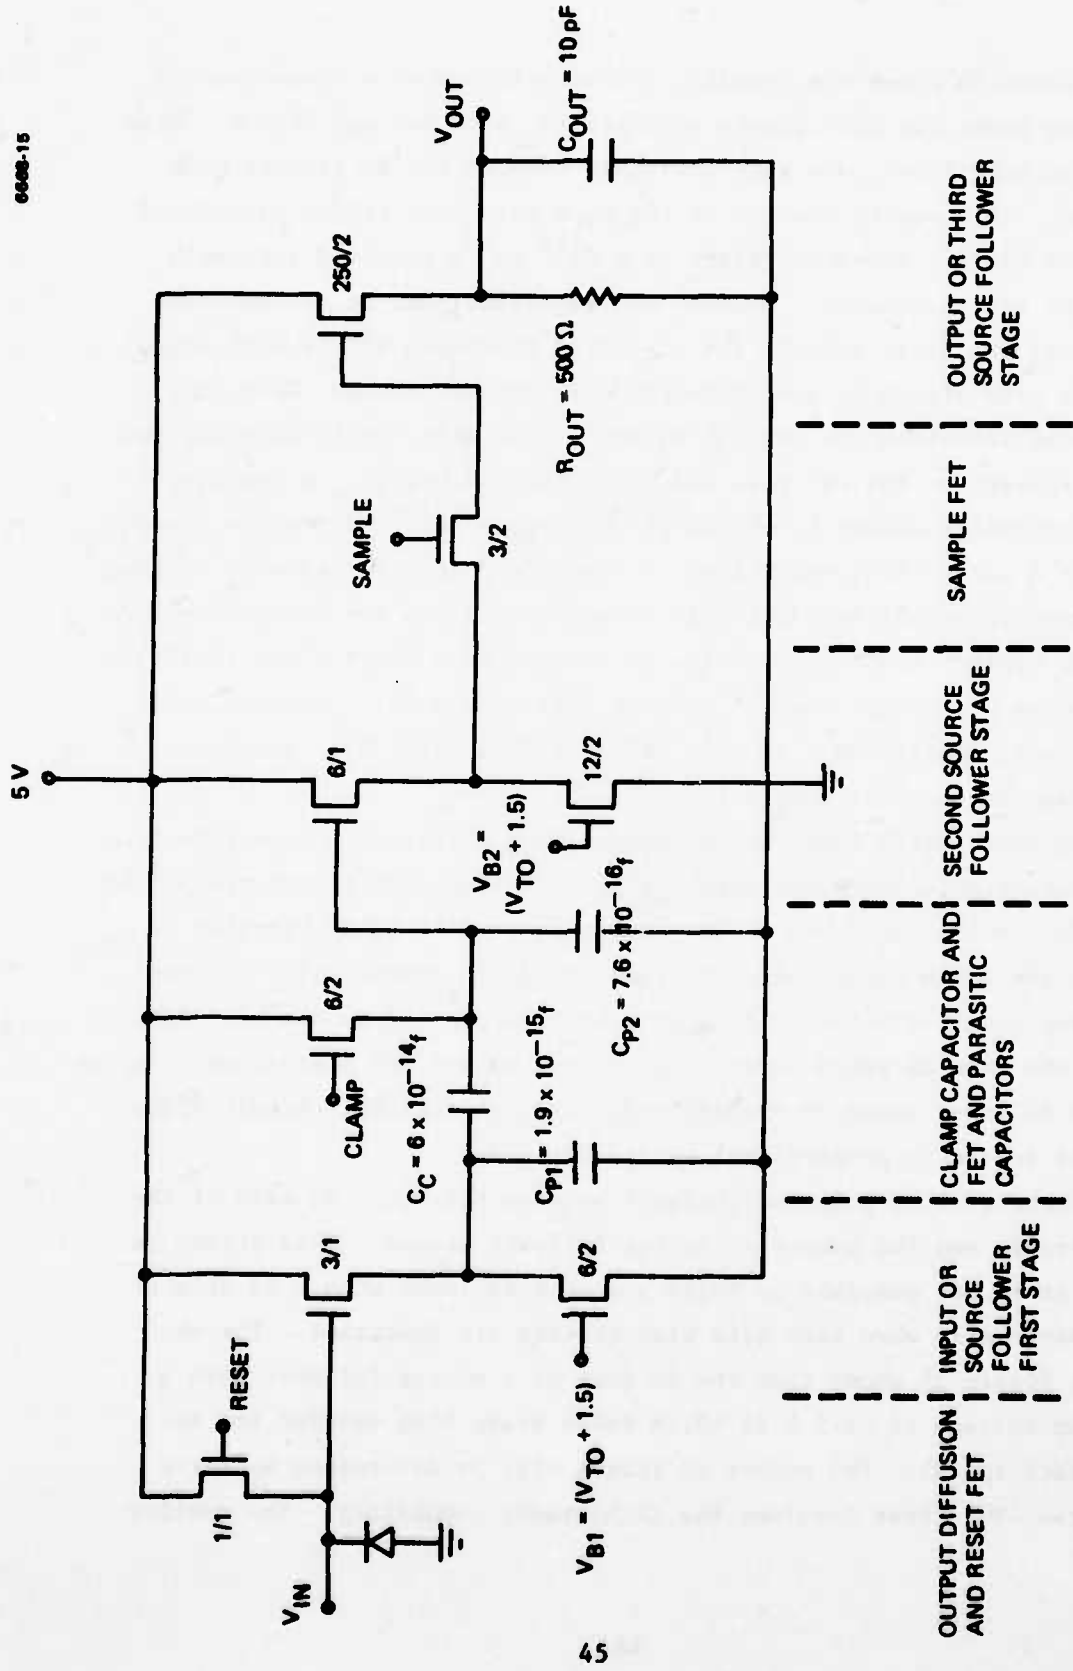 6688-15
5 V
RESET
1/1
V_IN
3/1
6/2
V_B1 = (V_TO + 1.5)
CLAMP
6/2
C_C = 6 x 10^-14 f
C_P1 = 1.9 x 10^-15 f
C_P2 = 7.6 x 10^-16 f
6/1
V_B2 =
(V_TO + 1.5)
12/2
SAMPLE
3/2
250/2
R_OUT = 500 Ω
V_OUT
C_OUT = 10 pF
OUTPUT DIFFUSION
AND RESET FET
INPUT OR
SOURCE
FOLLOWER
FIRST STAGE
CLAMP CAPACITOR AND
FET AND PARASITIC
CAPACITORS
SECOND SOURCE
FOLLOWER STAGE
SAMPLE FET
OUTPUT OR THIRD
SOURCE FOLLOWER
STAGE
45